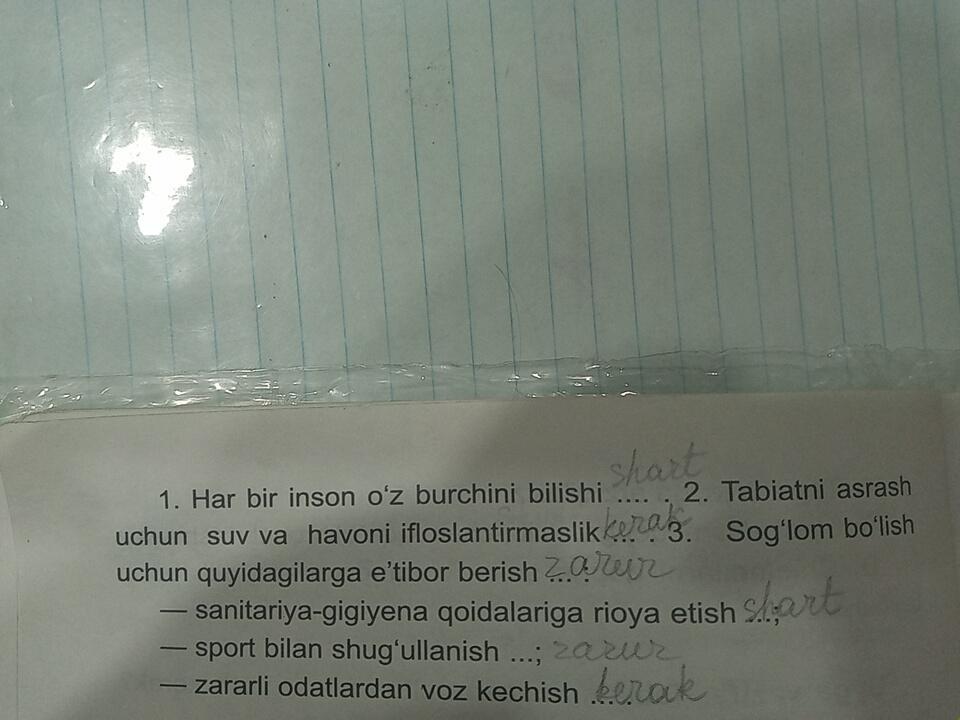 1. Har bir inson o‘z burchini bilishi .... shart . 2. Tabiatni asrash
uchun suv va havoni ifloslantirmaslik .... kerak . 3. Sog‘lom bo‘lish
uchun quyidagilarga e’tibor berish ...: zarur
— sanitariya-gigiyena qoidalariga rioya etish ...; shart
— sport bilan shug‘ullanish ...; zarur
— zararli odatlardan voz kechish .... kerak